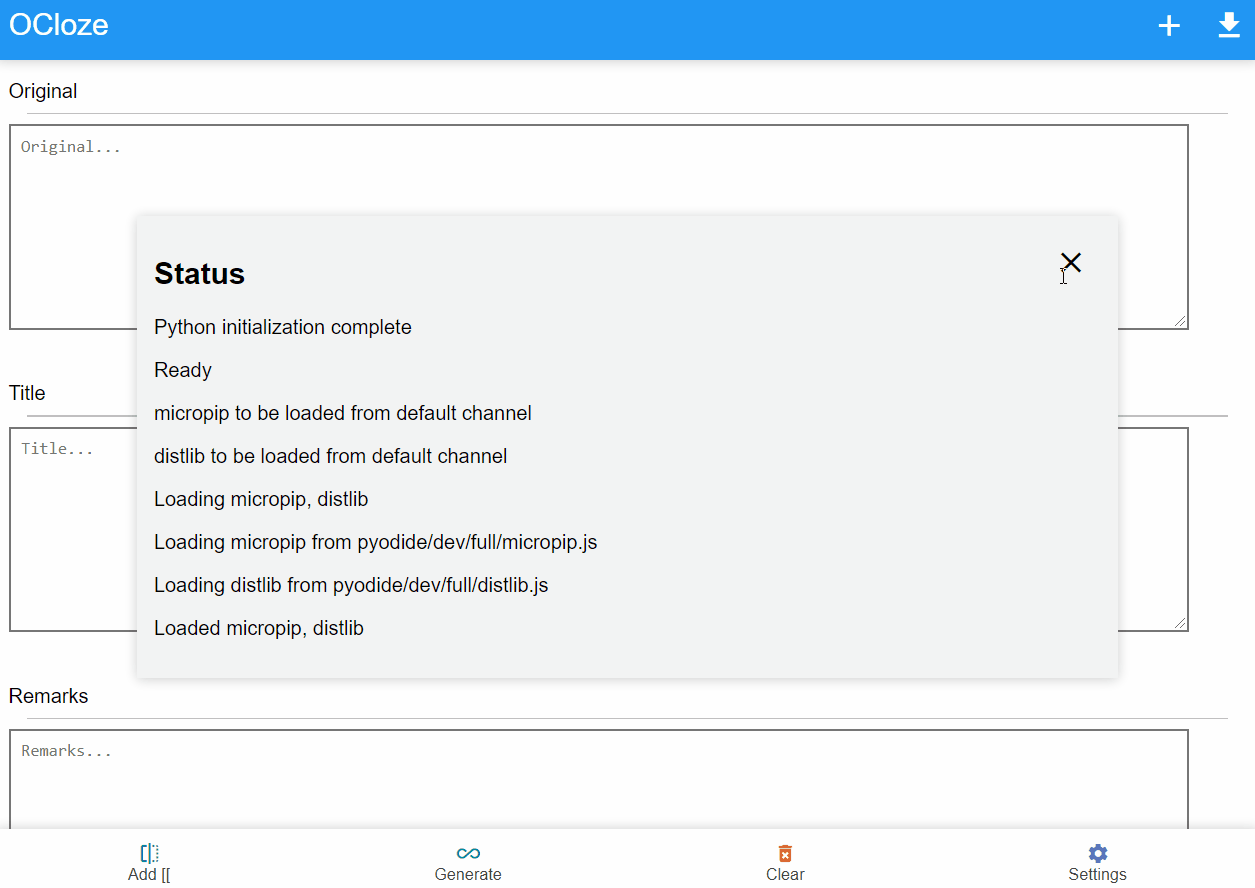 OCloze
Original
Original...
Status
Python initialization complete
Ready
micropip to be loaded from default channel
distlib to be loaded from default channel
Loading micropip, distlib
Loading micropip from pyodide/dev/full/micropip.js
Loading distlib from pyodide/dev/full/distlib.js
Loaded micropip, distlib
Title
Title...
Remarks
Remarks...
Add [[
Generate
Clear
Settings